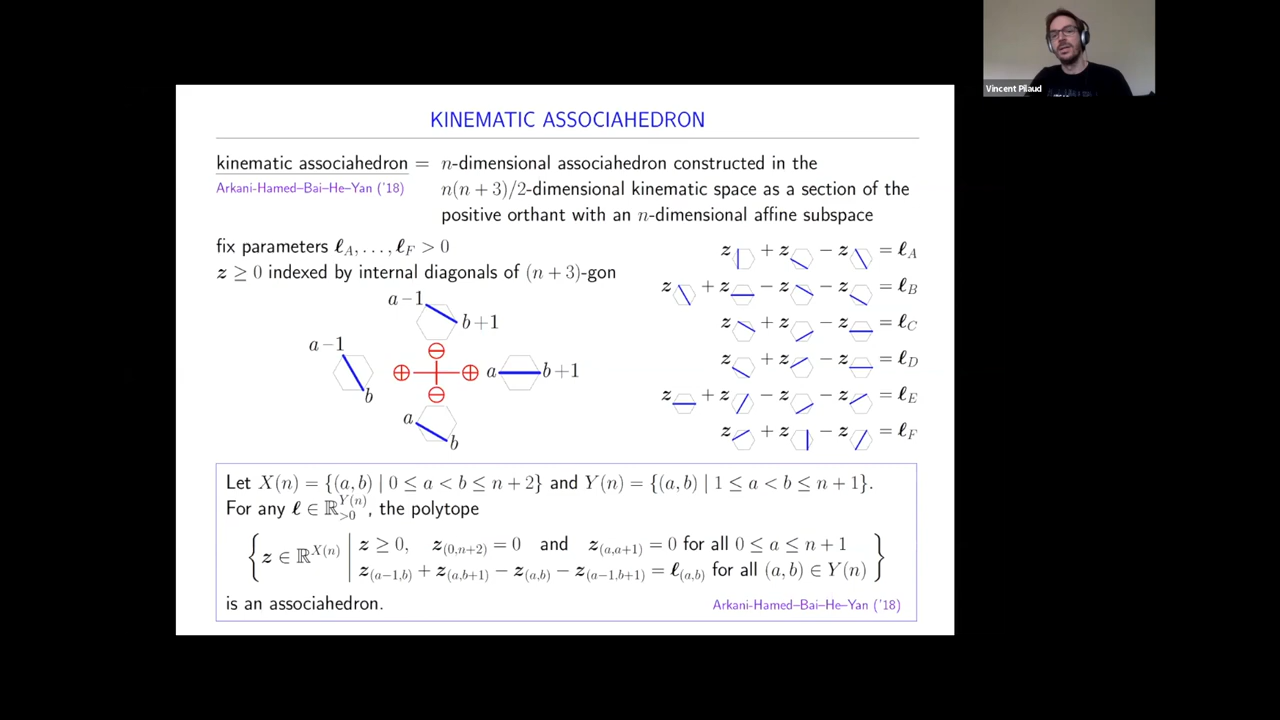 Vincent Pilaud
KINEMATIC ASSOCIAHEDRON
kinematic associahedron = n-dimensional associahedron constructed in the
Arkani-Hamed–Bai–He–Yan ('18) n(n + 3)/2-dimensional kinematic space as a section of the
positive orthant with an n-dimensional affine subspace
fix parameters ℓ_A, . . . , ℓ_F > 0
z ≥ 0 indexed by internal diagonals of (n + 3)-gon
a−1
b+1
a−1
b
⊖
⊕ ⊕
⊖
a b+1
a
b
z + z − z = ℓ_A
z + z − z − z = ℓ_B
z + z − z = ℓ_C
z + z − z = ℓ_D
z + z − z − z = ℓ_E
z + z − z = ℓ_F
Let X(n) = {(a, b) | 0 ≤ a < b ≤ n + 2} and Y(n) = {(a, b) | 1 ≤ a < b ≤ n + 1}.
For any ℓ ∈ ℝ_{>0}^{Y(n)}, the polytope
{ z ∈ ℝ^{X(n)} | z ≥ 0, z_{(0,n+2)} = 0 and z_{(a,a+1)} = 0 for all 0 ≤ a ≤ n + 1
z_{(a−1,b)} + z_{(a,b+1)} − z_{(a,b)} − z_{(a−1,b+1)} = ℓ_{(a,b)} for all (a, b) ∈ Y(n) }
is an associahedron.
Arkani-Hamed–Bai–He–Yan ('18)